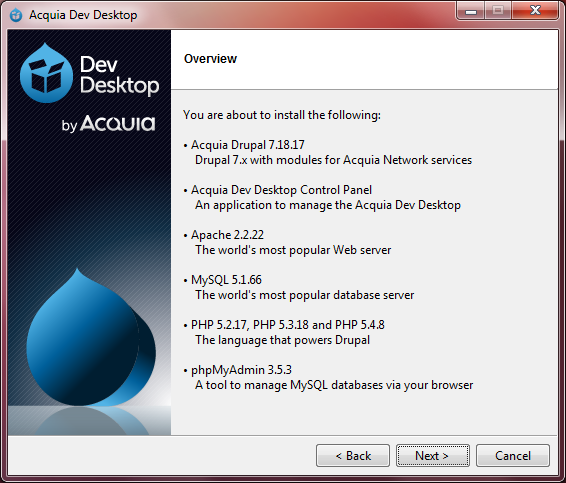 Acquia Dev Desktop
Dev
Desktop
by Acquia
Overview
You are about to install the following:
• Acquia Drupal 7.18.17
Drupal 7.x with modules for Acquia Network services
• Acquia Dev Desktop Control Panel
An application to manage the Acquia Dev Desktop
• Apache 2.2.22
The world's most popular Web server
• MySQL 5.1.66
The world's most popular database server
• PHP 5.2.17, PHP 5.3.18 and PHP 5.4.8
The language that powers Drupal
• phpMyAdmin 3.5.3
A tool to manage MySQL databases via your browser
< Back Next > Cancel